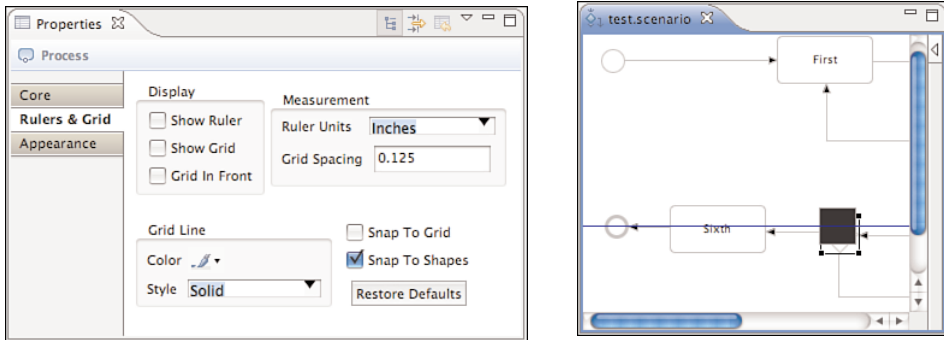 Properties
Process
Core
Rulers & Grid
Appearance
Display
Show Ruler
Show Grid
Grid In Front
Measurement
Ruler Units Inches
Grid Spacing 0.125
Grid Line
Color
Style Solid
Snap To Grid
Snap To Shapes
Restore Defaults
test.scenario
First
Sixth